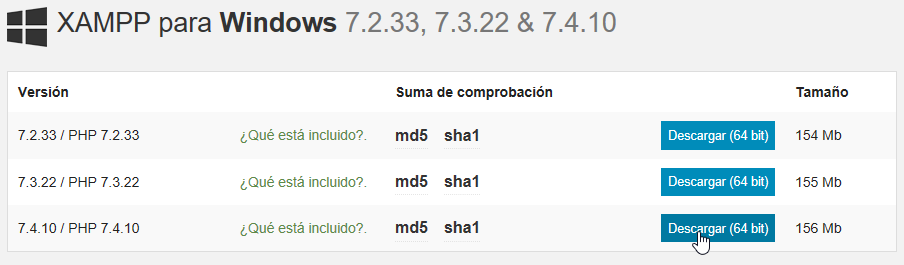 XAMPP para Windows 7.2.33, 7.3.22 & 7.4.10
Versión Suma de comprobación Tamaño
7.2.33 / PHP 7.2.33 ¿Qué está incluido?. md5 sha1 Descargar (64 bit) 154 Mb
7.3.22 / PHP 7.3.22 ¿Qué está incluido?. md5 sha1 Descargar (64 bit) 155 Mb
7.4.10 / PHP 7.4.10 ¿Qué está incluido?. md5 sha1 Descargar (64 bit) 156 Mb